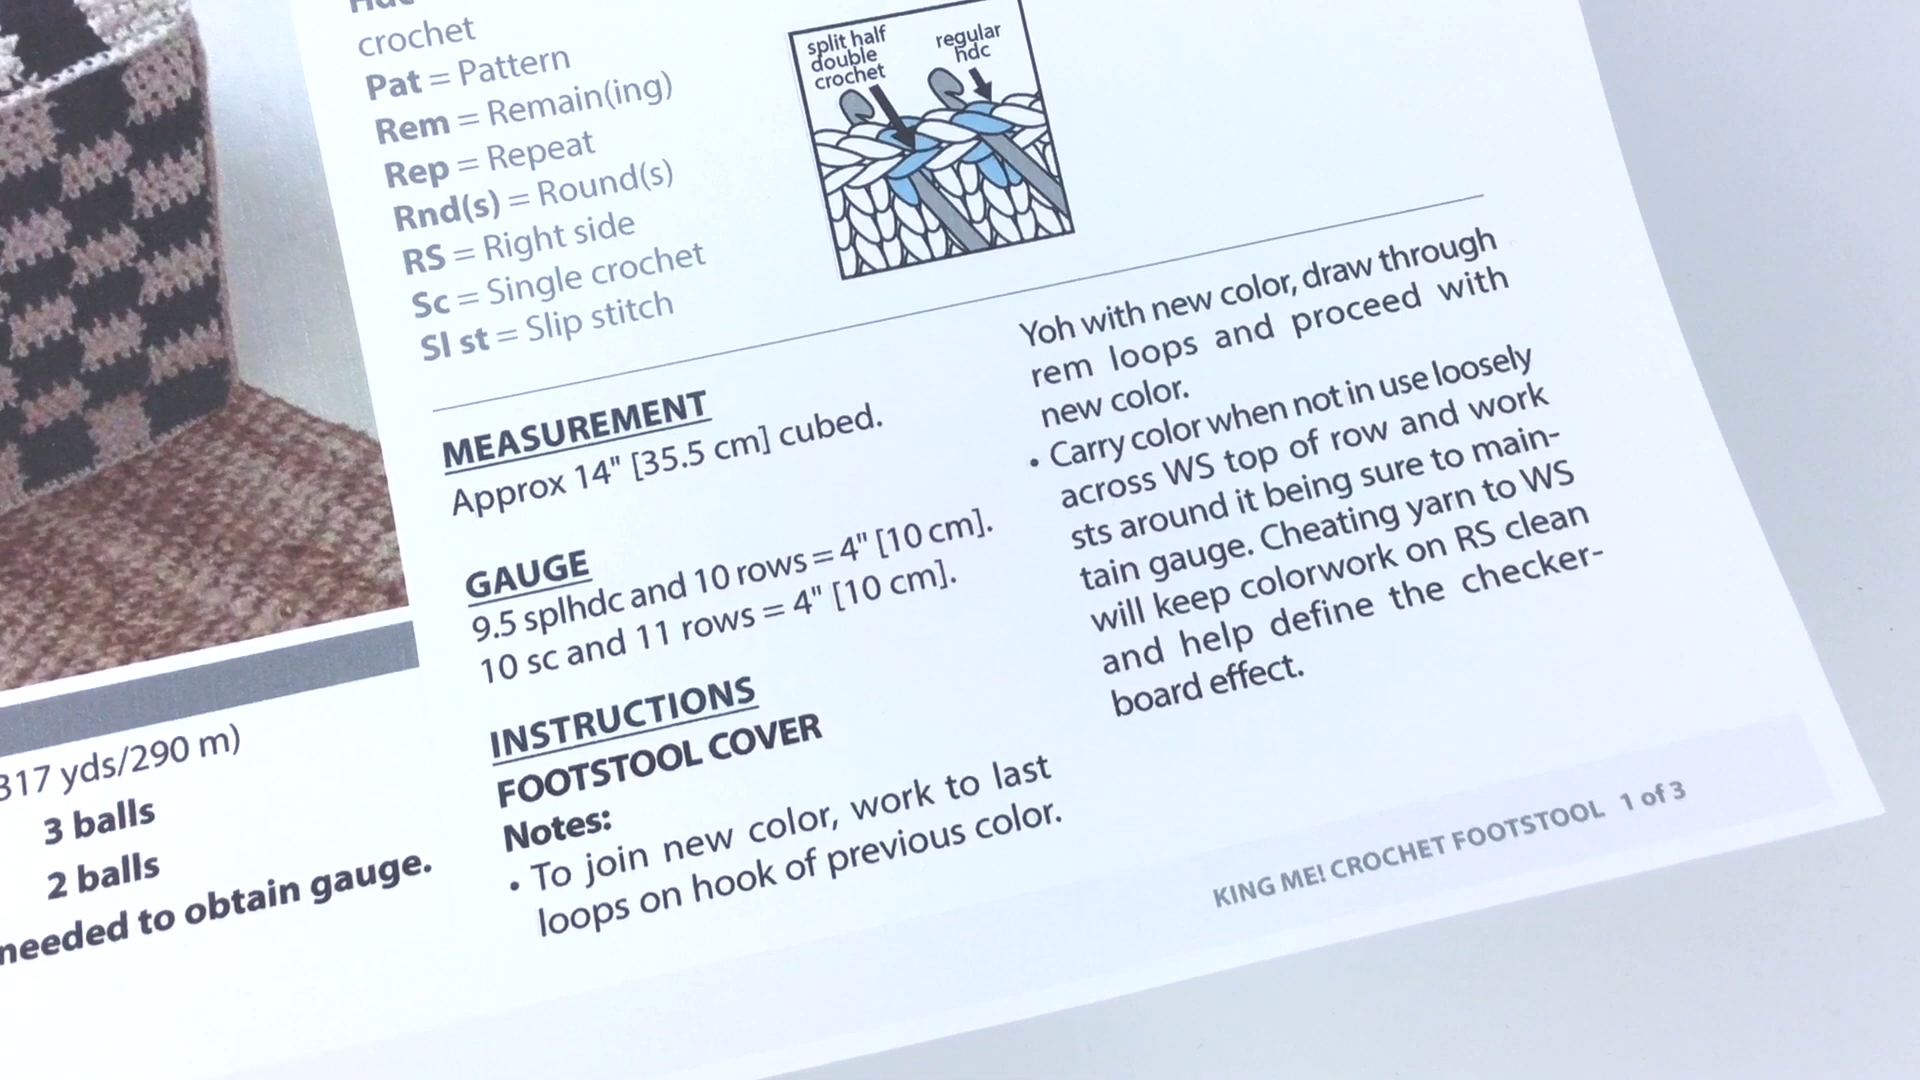 crochet
Pat = Pattern
Rem = Remain(ing)
Rep = Repeat
Rnd(s) = Round(s)
RS = Right side
Sc = Single crochet
Sl st = Slip stitch
split half
double
crochet
regular
hdc
MEASUREMENT
Approx 14" [35.5 cm] cubed.
GAUGE
9.5 splhdc and 10 rows = 4" [10 cm].
10 sc and 11 rows = 4" [10 cm].
INSTRUCTIONS
FOOTSTOOL COVER
Notes:
• To join new color, work to last
loops on hook of previous color.
Yoh with new color, draw through
rem loops and proceed with
new color.
• Carry color when not in use loosely
across WS top of row and work
sts around it being sure to main-
tain gauge. Cheating yarn to WS
will keep colorwork on RS clean
and help define the checker-
board effect.
317 yds/290 m)
3 balls
2 balls
needed to obtain gauge.
KING ME! CROCHET FOOTSTOOL 1 of 3